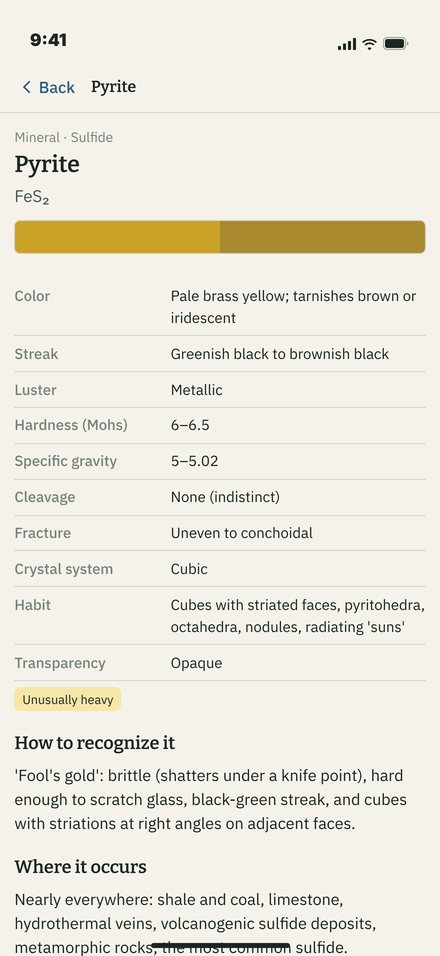 9:41
Back Pyrite
Mineral · Sulfide
Pyrite
FeS₂
Color Pale brass yellow; tarnishes brown or
iridescent
Streak Greenish black to brownish black
Luster Metallic
Hardness (Mohs) 6–6.5
Specific gravity 5–5.02
Cleavage None (indistinct)
Fracture Uneven to conchoidal
Crystal system Cubic
Habit Cubes with striated faces, pyritohedra,
octahedra, nodules, radiating 'suns'
Transparency Opaque
Unusually heavy
How to recognize it
'Fool's gold': brittle (shatters under a knife point), hard
enough to scratch glass, black-green streak, and cubes
with striations at right angles on adjacent faces.
Where it occurs
Nearly everywhere: shale and coal, limestone,
hydrothermal veins, volcanogenic sulfide deposits,
metamorphic rocks, the most common sulfide.